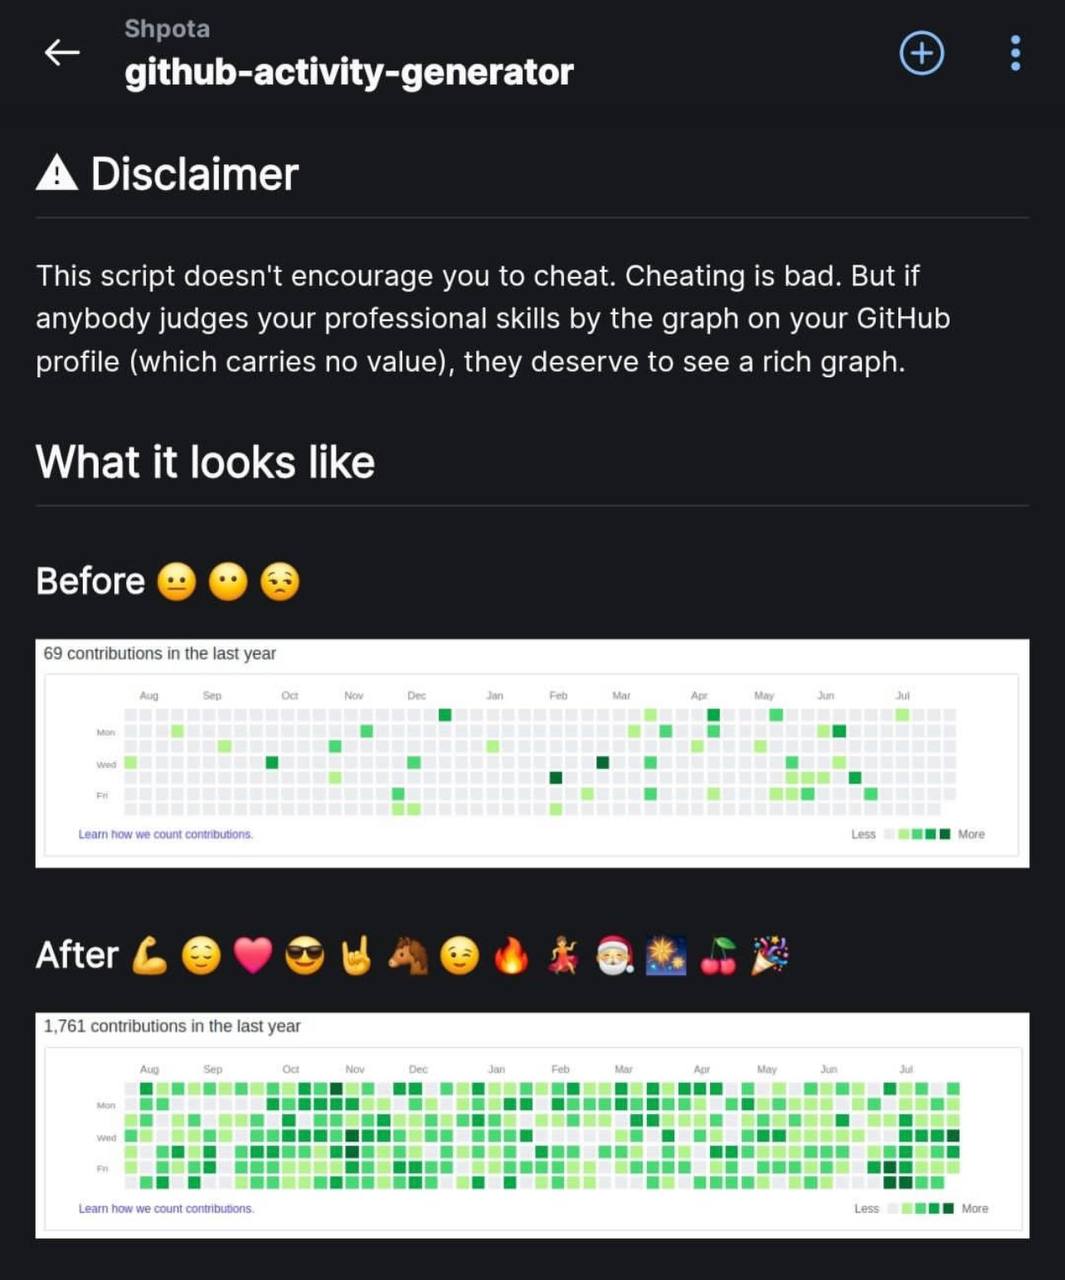 Shpota
github-activity-generator
⚠ Disclaimer
This script doesn't encourage you to cheat. Cheating is bad. But if
anybody judges your professional skills by the graph on your GitHub
profile (which carries no value), they deserve to see a rich graph.
What it looks like
Before 😐 😶 😒
69 contributions in the last year
Aug Sep Oct Nov Dec Jan Feb Mar Apr May Jun Jul
Mon
Wed
Fri
Learn how we count contributions. Less More
After 💪 😌 ❤️ 😎 🤘 🐴 😉 🔥 💃 🎅 🎇 🍒 🎉
1,761 contributions in the last year
Aug Sep Oct Nov Dec Jan Feb Mar Apr May Jun Jul
Mon
Wed
Fri
Learn how we count contributions. Less More